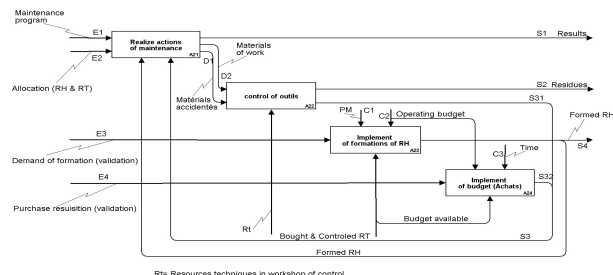 Maintenance
program
E1
E2
Allocation (RH & RT)
Realize actions
of maintenance
A21
S1 Results
Materials
of work
D1
D2
Matérials
accidentés
control of outils
A22
S2 Residues
S31
PM
C1
C2
Operating budget
Formed RH
E3
Demand of formation (validation)
Implement
of formations of RH
A23
S4
C3
Time
E4
Purchase resuisition (validation)
Implement
of budget (Achats)
A24
S32
Rt
Budget available
Bought & Controled RT
S3
Formed RH
Rt= Resources techniques in workshop of control